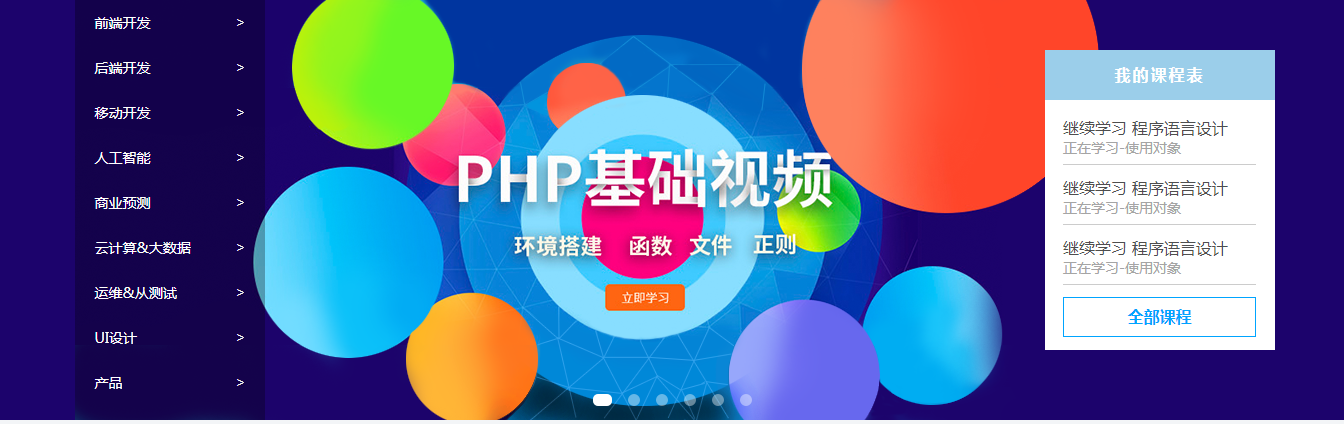 前端开发 >
后端开发 >
移动开发 >
人工智能 >
商业预测 >
云计算&大数据 >
运维&从测试 >
UI设计 >
产品 >
PHP基础视频
环境搭建 函数 文件 正则
立即学习
我的课程表
继续学习 程序语言设计
正在学习-使用对象
继续学习 程序语言设计
正在学习-使用对象
继续学习 程序语言设计
正在学习-使用对象
全部课程